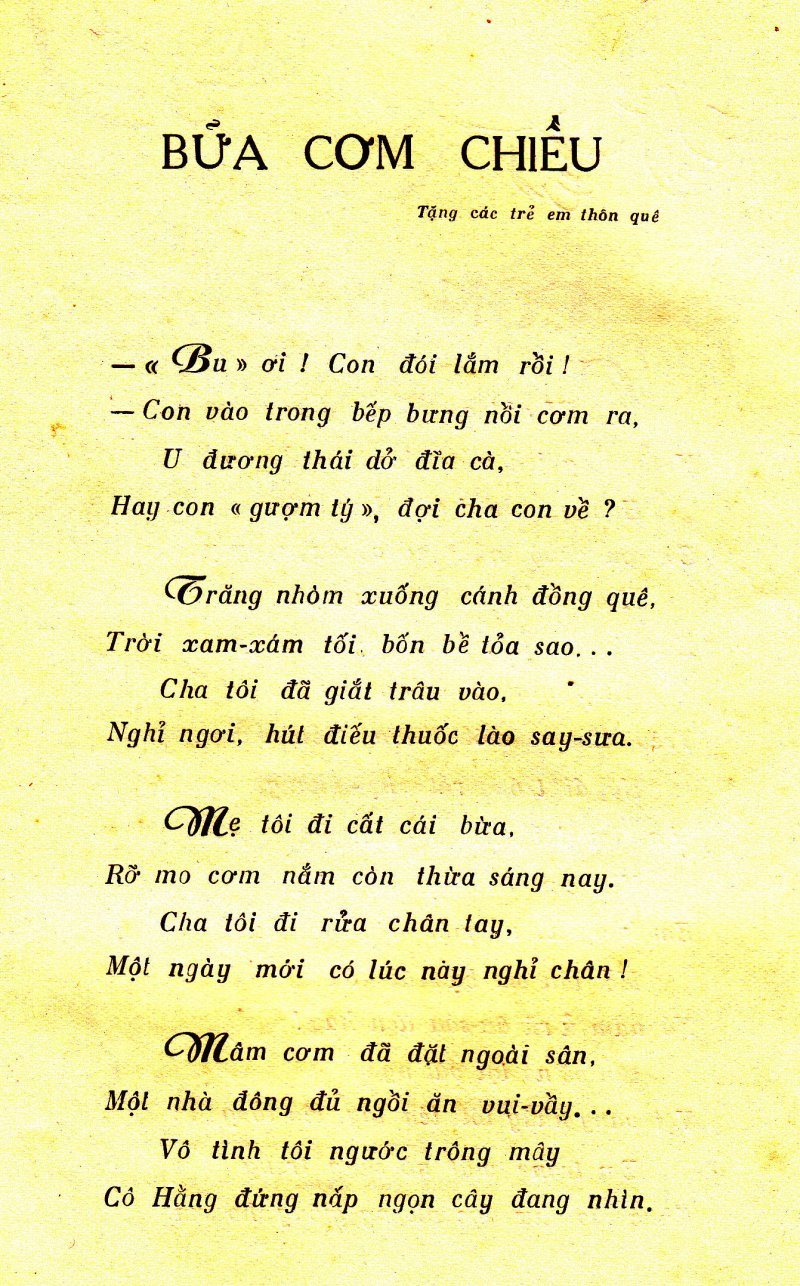 BỬA CƠM CHIỀU
Tặng các trẻ em thôn quê
— « Bu » ơi ! Con đói lắm rồi !
— Con vào trong bếp bưng nồi cơm ra,
U đương thái dở đĩa cà,
Hay con « gượm tý », đợi cha con về ?
Trăng nhòm xuống cánh đồng quê,
Trời xam-xám tối. bốn bề tỏa sao...
Cha tôi đã giắt trâu vào,
Nghỉ ngơi, hút điếu thuốc lào say-sưa.
Mẹ tôi đi cất cái bừa,
Rỡ mo cơm nắm còn thừa sáng nay.
Cha tôi đi rửa chân tay,
Một ngày mới có lúc này nghỉ chân !
Mâm cơm đã đặt ngoài sân,
Một nhà đông đủ ngồi ăn vui-vầy...
Vô tình tôi ngước trông mây
Cô Hằng đứng nấp ngọn cây đang nhìn.